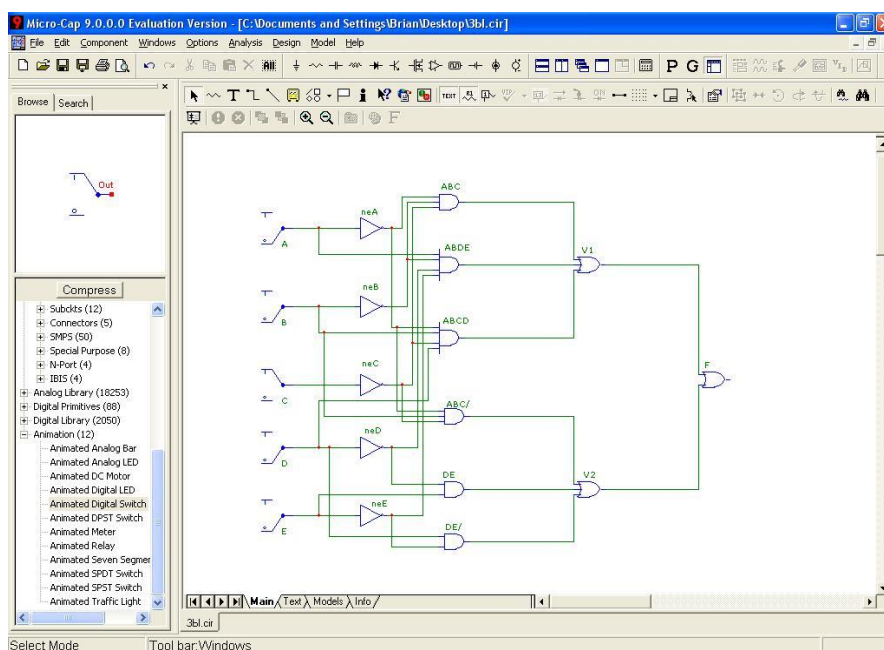 Micro-Cap 9.0.0.0 Evaluation Version - [C:\Documents and Settings\Brian\Desktop\3bl.cir]
File Edit Component Windows Options Analysis Design Model Help
P G
Browse Search
T
TEXT
F
Out
Compress
Subckts (12)
Connectors (5)
SMPS (50)
Special Purpose (8)
N-Port (4)
IBIS (4)
Analog Library (18253)
Digital Primitives (88)
Digital Library (2050)
Animation (12)
Animated Analog Bar
Animated Analog LED
Animated DC Motor
Animated Digital LED
Animated Digital Switch
Animated DPST Switch
Animated Meter
Animated Relay
Animated Seven Segmer
Animated SPDT Switch
Animated SPST Switch
Animated Traffic Light
ABC
neA
A
ABDE
V1
neB
B
ABCD
neC
C
F
ABC/
neD
D
DE
V2
neE
E
DE/
Main Text Models Info
3bl.cir
Select Mode
Tool bar:Windows